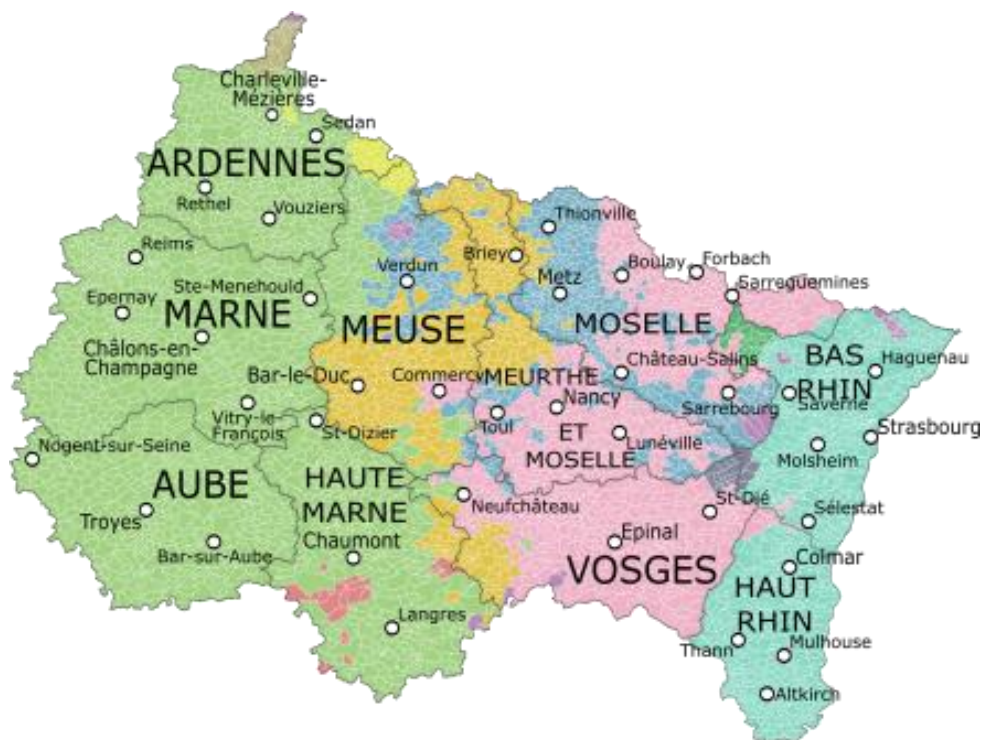 Charleville-
Mézières
Sedan
ARDENNES
Rethel
Vouziers
Thionville
Reims
Briey
Boulay
Forbach
Verdun
Metz
Sarreguemines
Ste-Menehould
Epernay
MARNE
MEUSE
MOSELLE
Châlons-en-
Champagne
Château-Salins
BAS
RHIN
Haguenau
Bar-le-Duc
Commercy
MEURTHE
Nancy
Sarrebourg
Saverne
Vitry-le-
François
St-Dizier
Toul
Strasbourg
Nogent-sur-Seine
ET
MOSELLE
Lunéville
Molsheim
AUBE
HAUTE
MARNE
Neufchâteau
St-Dié
Sélestat
Troyes
Chaumont
Epinal
Bar-sur-Aube
VOSGES
Colmar
HAUT
RHIN
Langres
Thann
Mulhouse
Altkirch